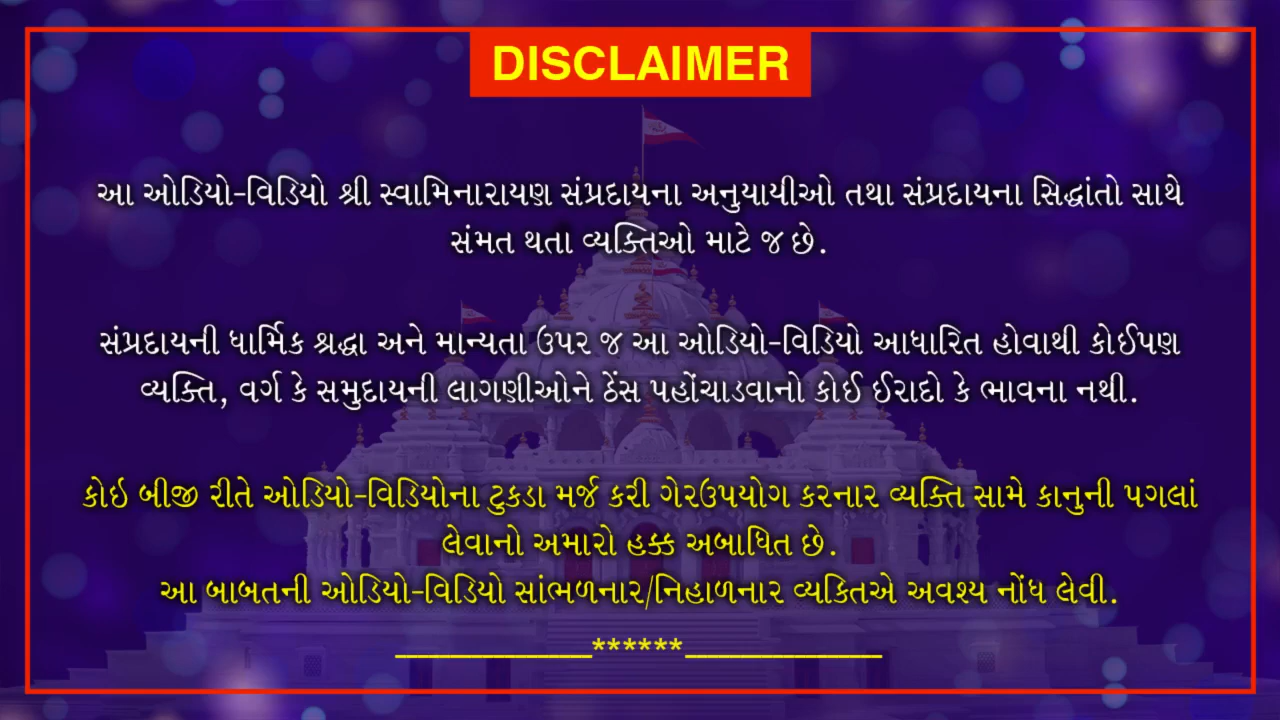 DISCLAIMER
આ ઓડિયો-વિડિયો શ્રી સ્વામિનારાયણ સંપ્રદાયના અનુયાયીઓ તથા સંપ્રદાયના સિદ્ધાંતો સાથે
સંમત થતા વ્યક્તિઓ માટે જ છે.
સંપ્રદાયની ધાર્મિક શ્રદ્ધા અને માન્યતા ઉપર જ આ ઓડિયો-વિડિયો આધારિત હોવાથી કોઈપણ
વ્યક્તિ, વર્ગ કે સમુદાયની લાગણીઓને ઠેંસ પહોંચાડવાનો કોઈ ઈરાદો કે ભાવના નથી.
કોઇ બીજી રીતે ઓડિયો-વિડિયોના ટુકડા મર્જ કરી ગેરઉપયોગ કરનાર વ્યક્તિ સામે કાનુની પગલાં
લેવાનો અમારો હક્ક અબાધિત છે.
આ બાબતની ઓડિયો-વિડિયો સાંભળનાર/નિહાળનાર વ્યકિતએ અવશ્ય નોંધ લેવી.
______________******______________